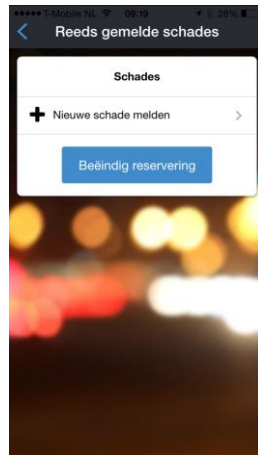 T-Mobile NL 09:19 28%
Reeds gemelde schades
Schades
Nieuwe schade melden
Beëindig reservering